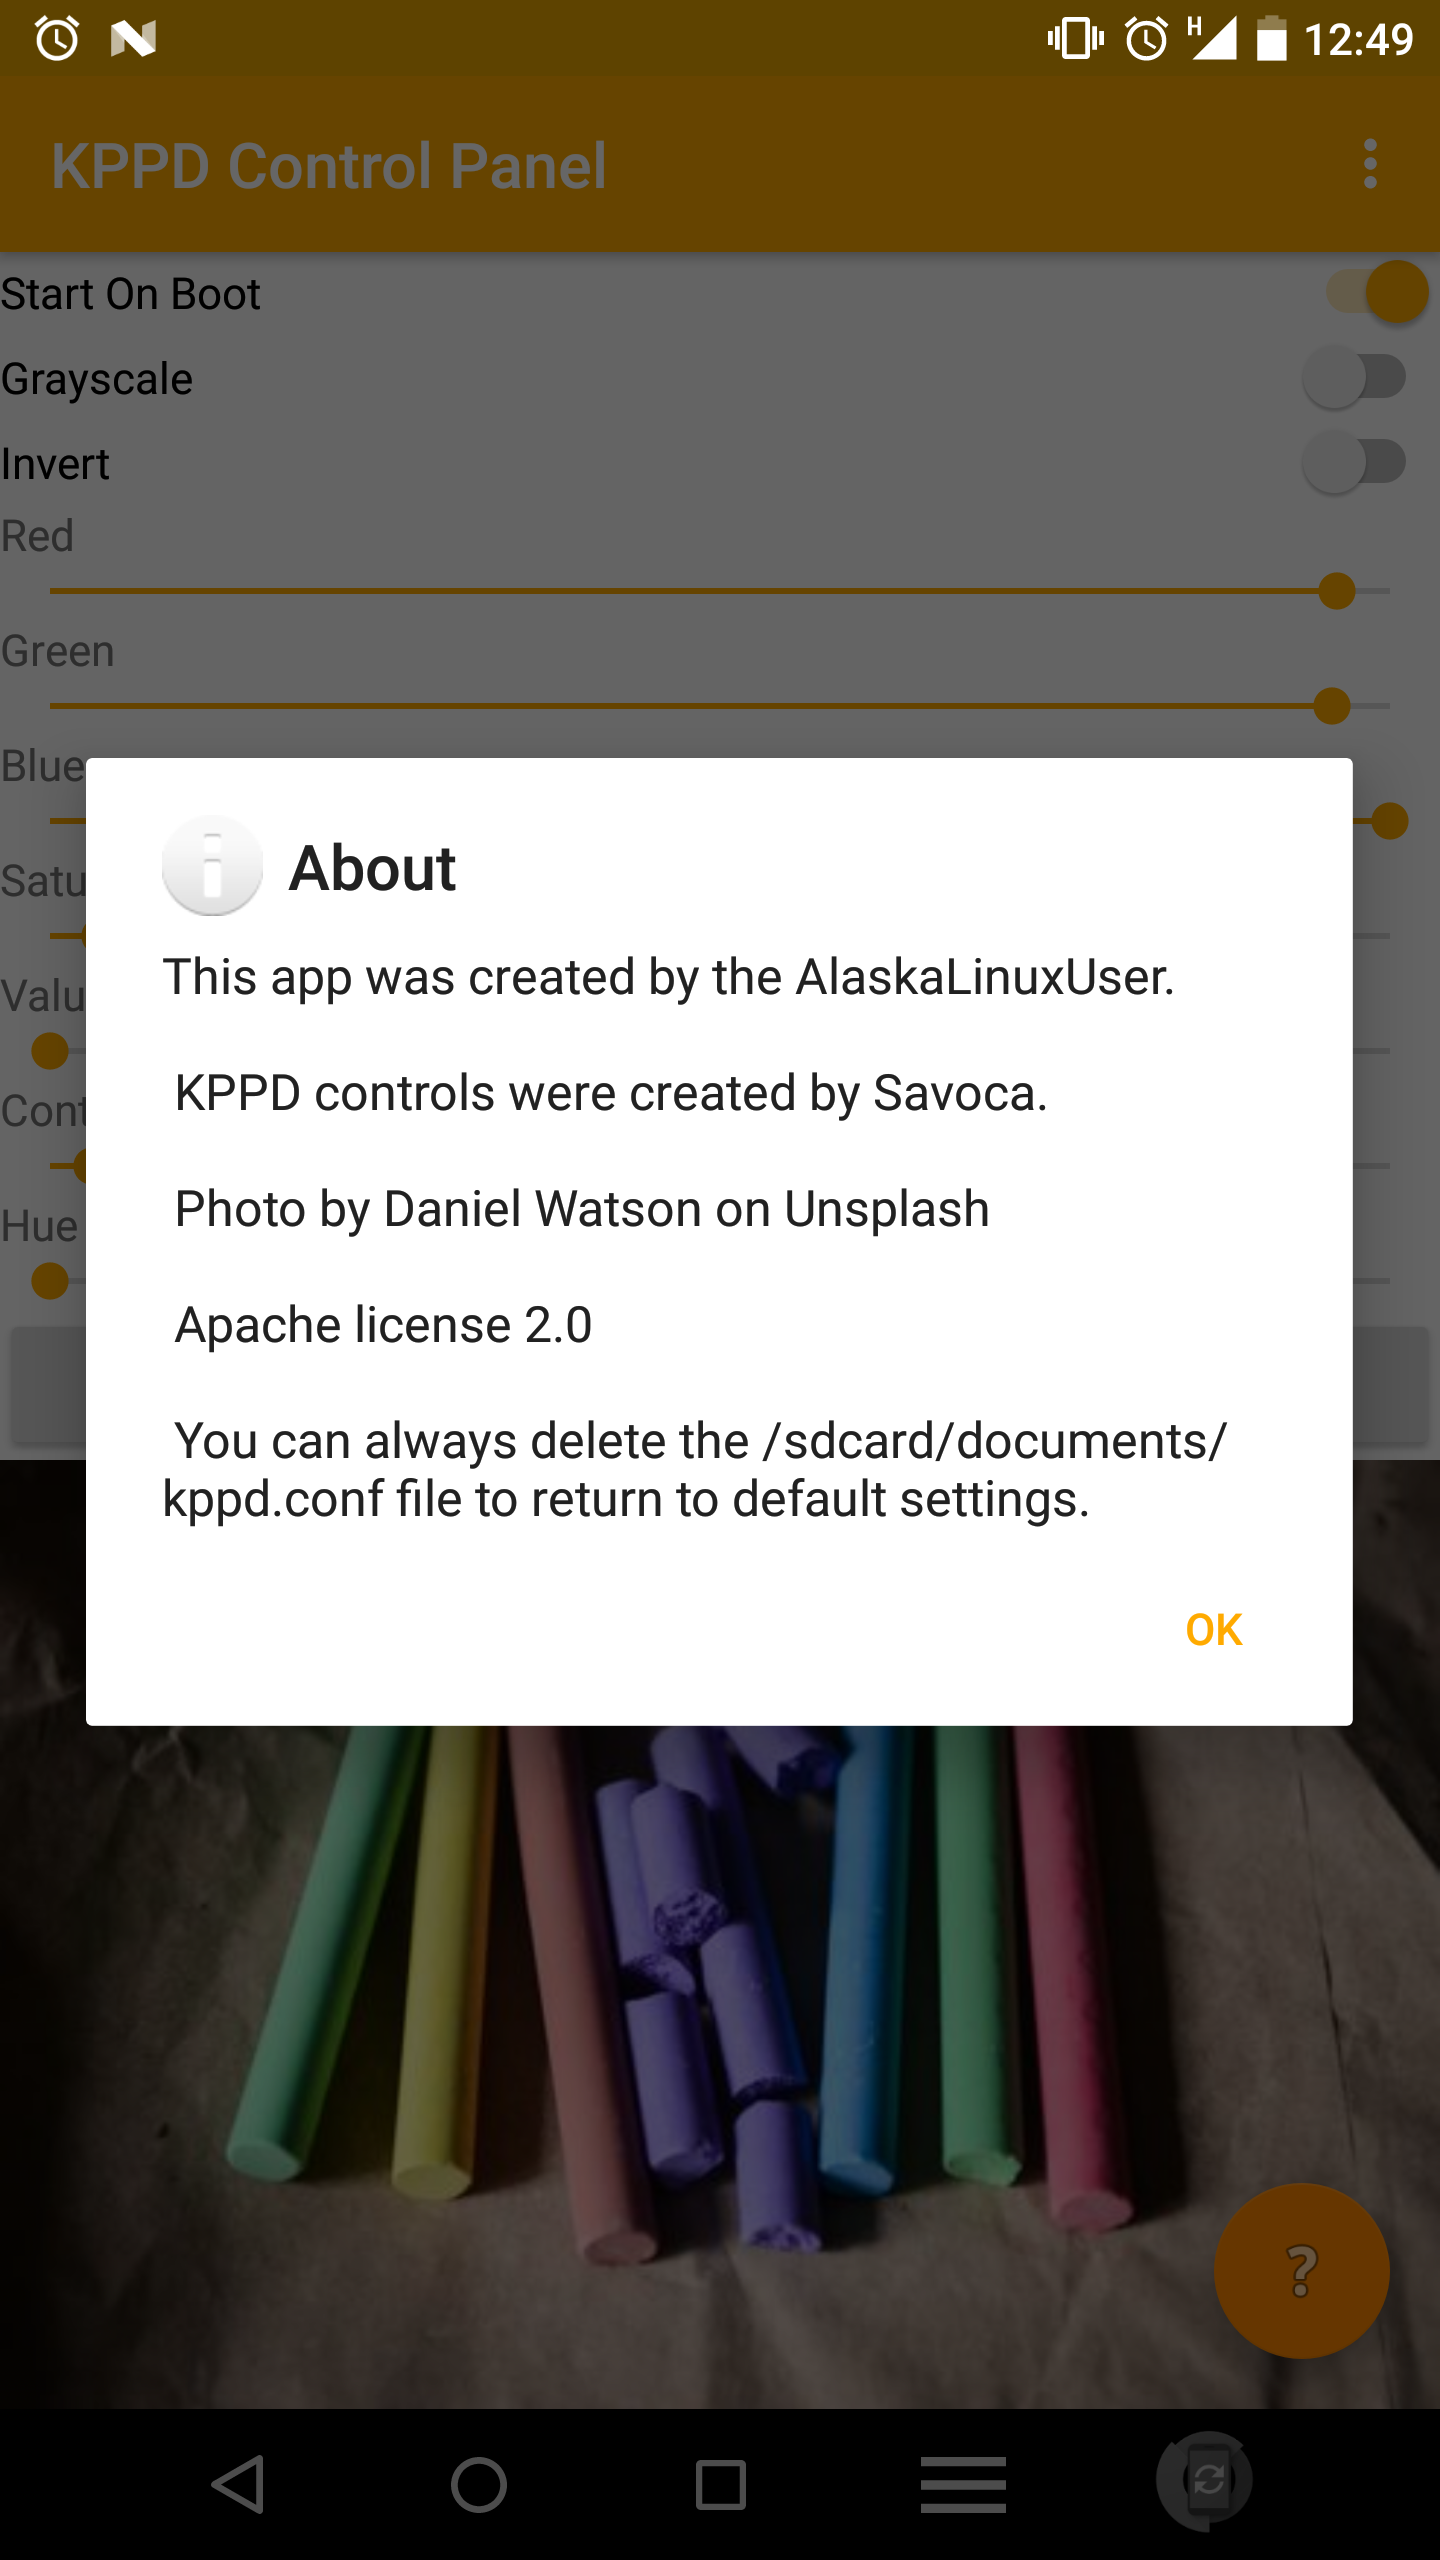 H 12:49
KPPD Control Panel
Start On Boot
Grayscale
Invert
Red
Green
Blue
Satu
Valu
Cont
Hue
About
This app was created by the AlaskaLinuxUser.
KPPD controls were created by Savoca.
Photo by Daniel Watson on Unsplash
Apache license 2.0
You can always delete the /sdcard/documents/
kppd.conf file to return to default settings.
OK
?